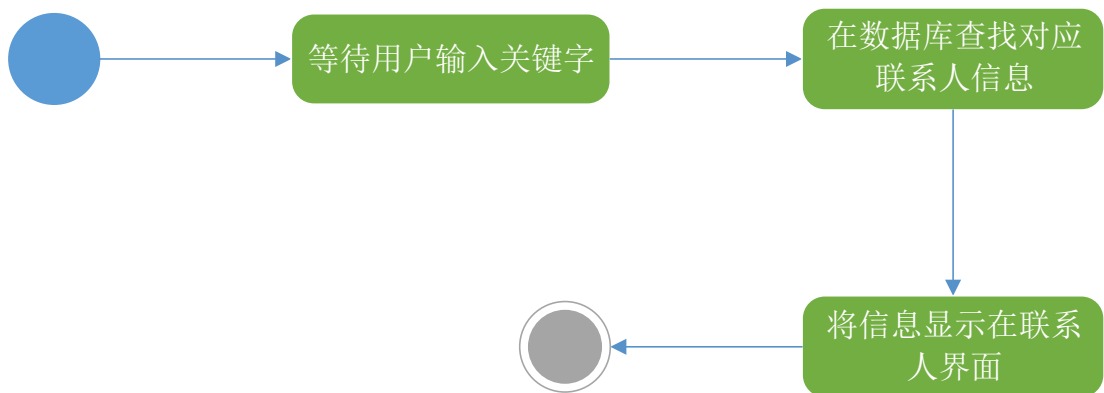 等待用户输入关键字
在数据库查找对应
联系人信息
将信息显示在联系
人界面